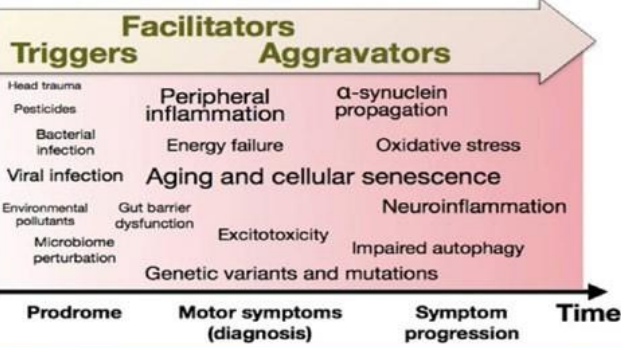 Facilitators
Triggers Aggravators
Head trauma
Pesticides
Peripheral
inflammation
α-synuclein
propagation
Bacterial
infection
Energy failure
Oxidative stress
Viral infection
Aging and cellular senescence
Environmental
pollutants
Gut barrier
dysfunction
Neuroinflammation
Microbiome
perturbation
Excitotoxicity
Impaired autophagy
Genetic variants and mutations
Prodrome
Motor symptoms
(diagnosis)
Symptom
progression
Time